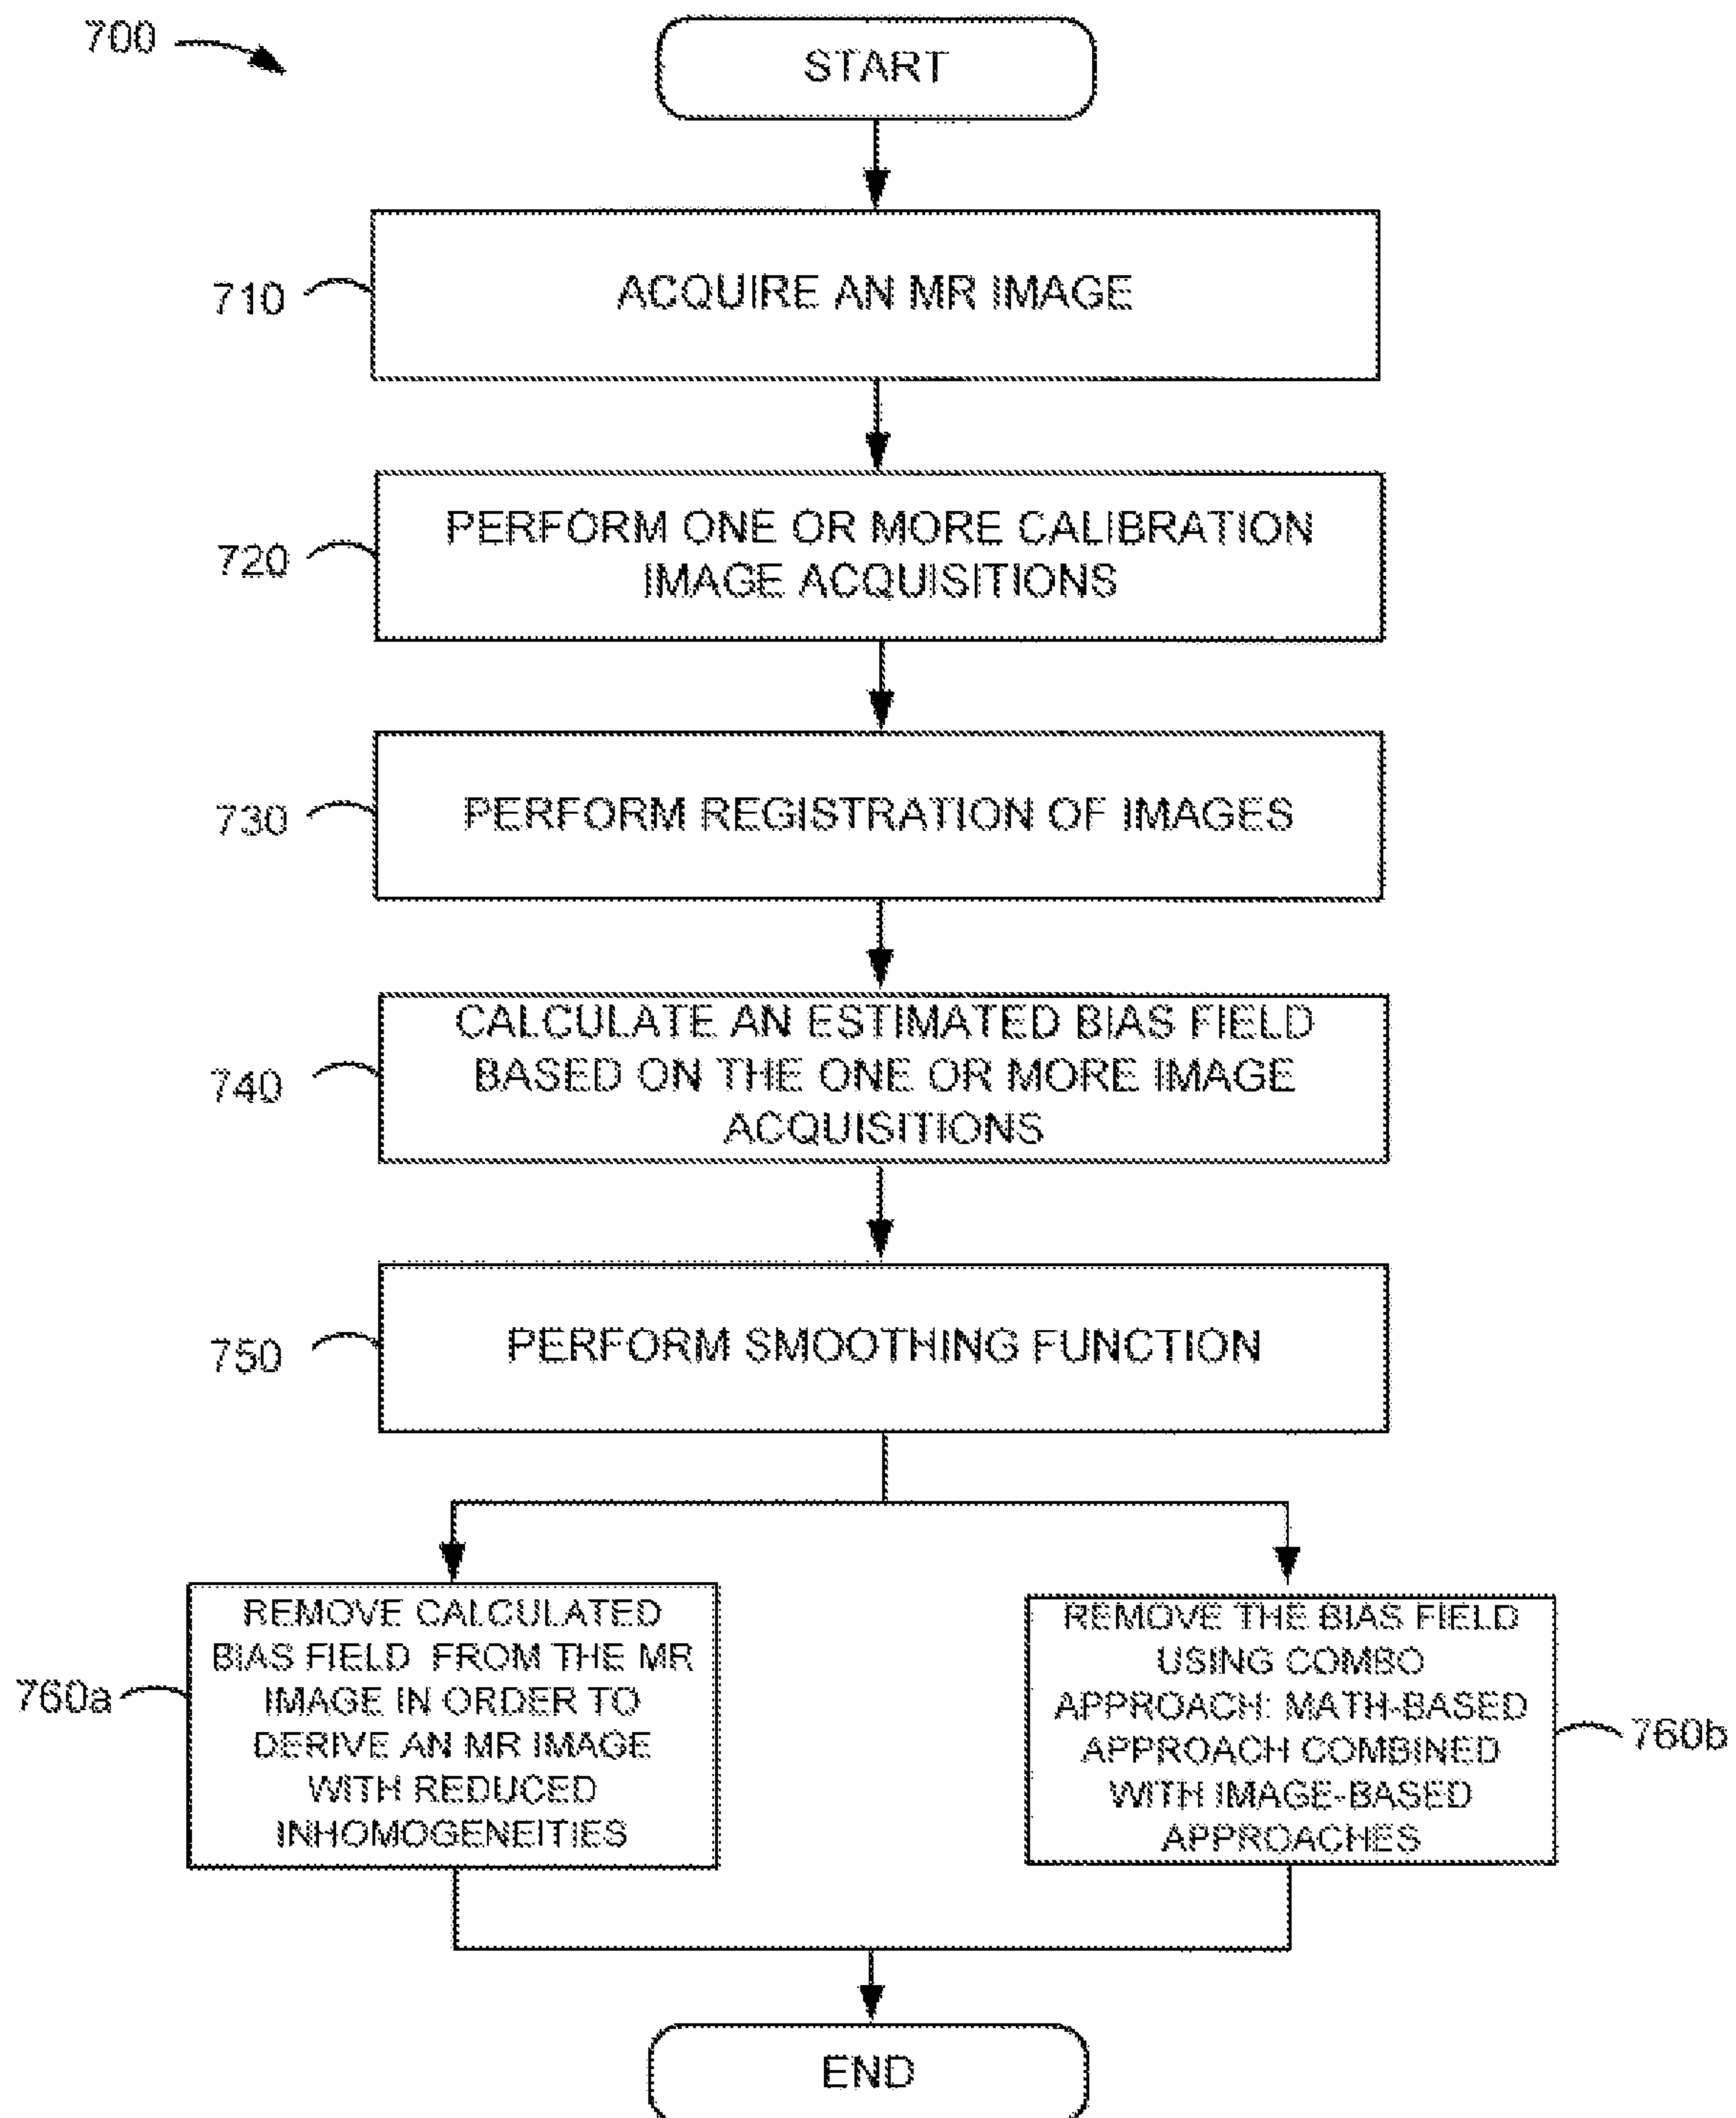 700
START
710
ACQUIRE AN MR IMAGE
720
PERFORM ONE OR MORE CALIBRATION
IMAGE ACQUISITIONS
730
PERFORM REGISTRATION OF IMAGES
740
CALCULATE AN ESTIMATED BIAS FIELD
BASED ON THE ONE OR MORE IMAGE
ACQUISITIONS
750
PERFORM SMOOTHING FUNCTION
760a
REMOVE CALCULATED
BIAS FIELD FROM THE MR
IMAGE IN ORDER TO
DERIVE AN MR IMAGE
WITH REDUCED
INHOMOGENEITIES
REMOVE THE BIAS FIELD
USING COMBO
APPROACH: MATH-BASED
APPROACH COMBINED
WITH IMAGE-BASED
APPROACHES
760b
END